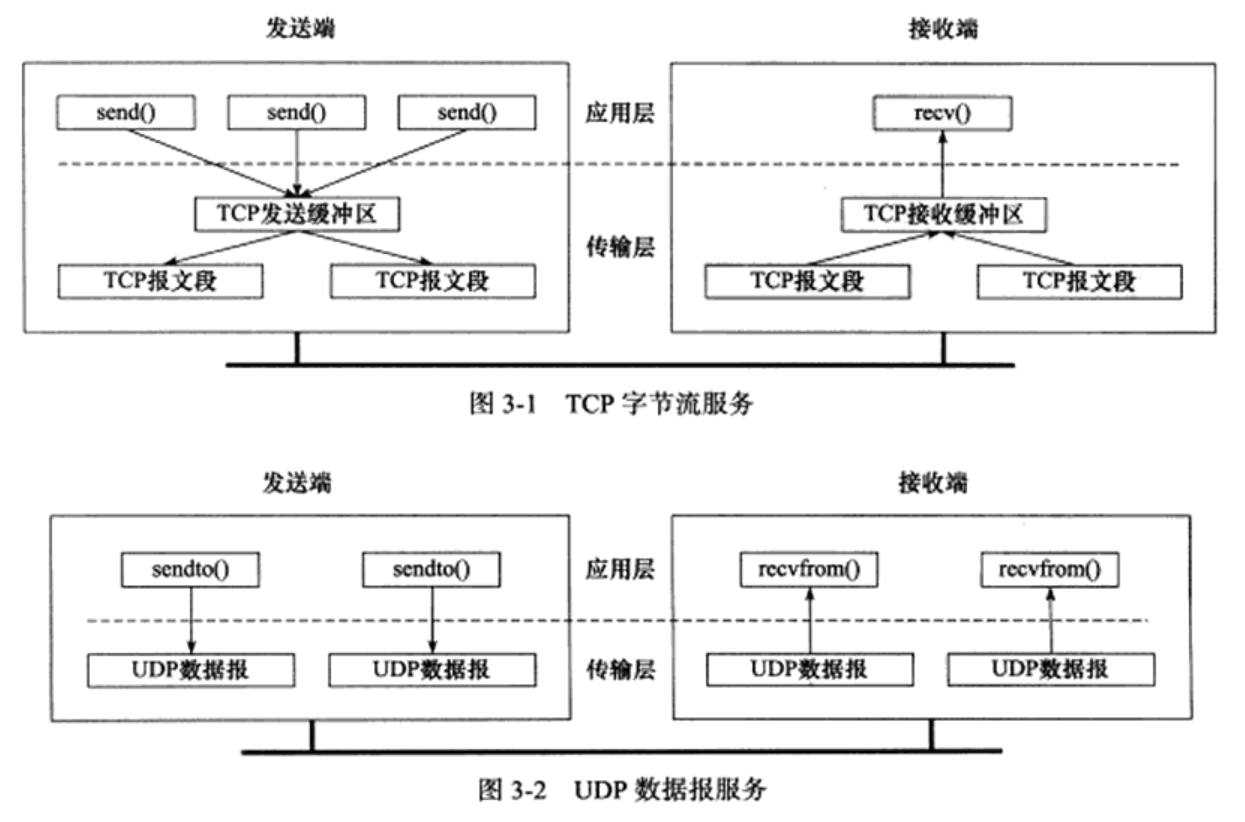 发送端 接收端
send() send() send() 应用层 recv()
TCP发送缓冲区 TCP接收缓冲区
传输层
TCP报文段 TCP报文段 TCP报文段 TCP报文段
图 3-1 TCP 字节流服务
发送端 接收端
sendto() sendto() 应用层 recvfrom() recvfrom()
UDP数据报 UDP数据报 传输层 UDP数据报 UDP数据报
图 3-2 UDP 数据报服务